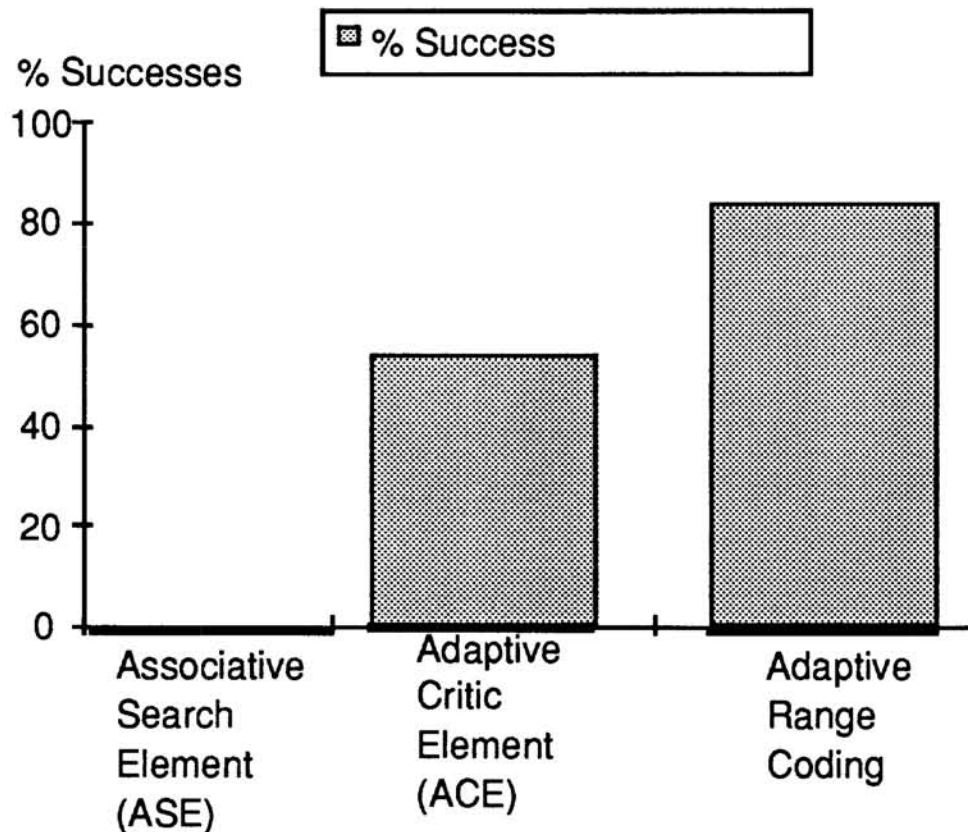 % Success
% Successes
100
80
60
40
20
0
Associative
Search
Element
(ASE)
Adaptive
Critic
Element
(ACE)
Adaptive
Range
Coding